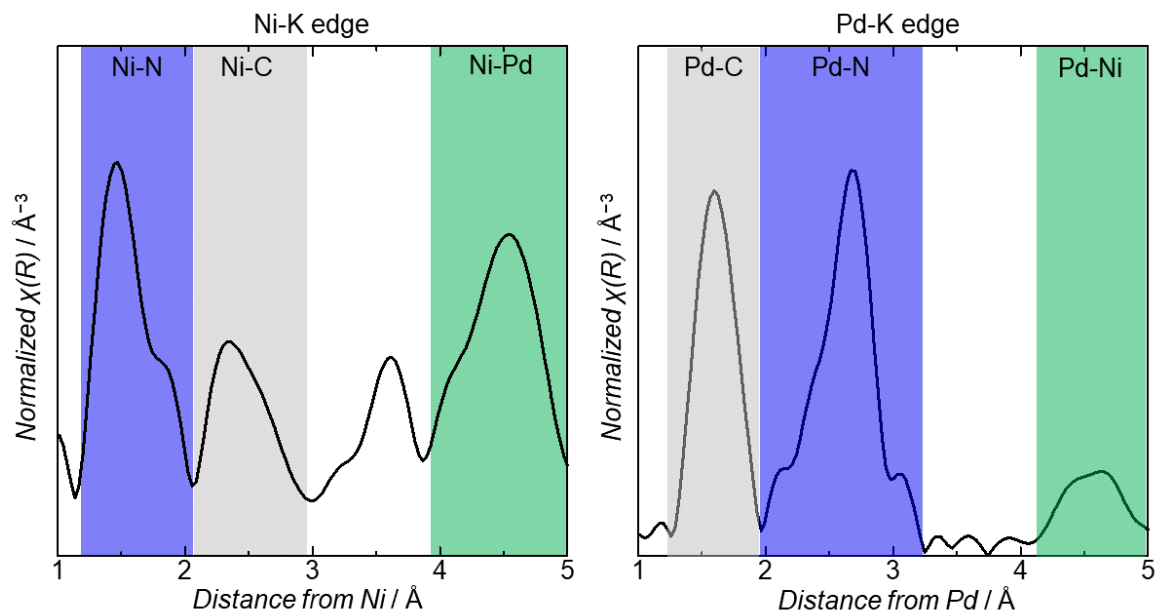 Ni-K edge
Ni-N
Ni-C
Ni-Pd
Normalized χ(R) / Å⁻³
1
2
3
4
5
Distance from Ni / Å
Pd-K edge
Pd-C
Pd-N
Pd-Ni
Normalized χ(R) / Å⁻³
1
2
3
4
5
Distance from Pd / Å